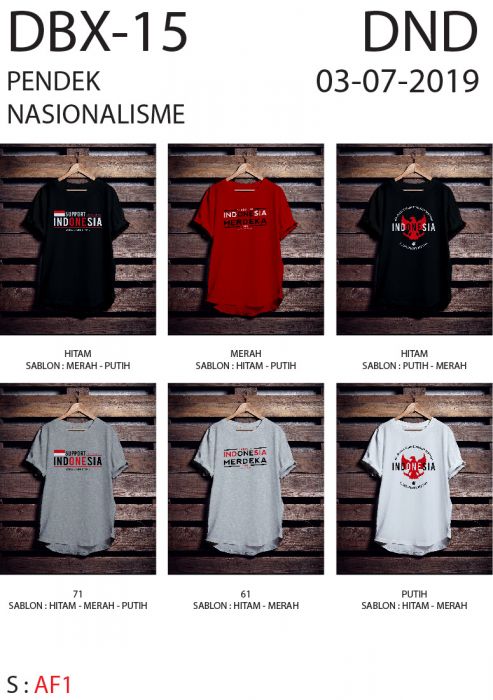 DBX-15
DND
PENDEK
03-07-2019
NASIONALISME
SUPPORT
INDONESIA
INDONESIA
MERDEKA
INDONESIA
HITAM
SABLON : MERAH - PUTIH
MERAH
SABLON : HITAM - PUTIH
HITAM
SABLON : PUTIH - MERAH
SUPPORT
INDONESIA
INDONESIA
MERDEKA
INDONESIA
71
SABLON : HITAM - MERAH - PUTIH
61
SABLON : HITAM - MERAH
PUTIH
SABLON : HITAM - MERAH
S : AF1